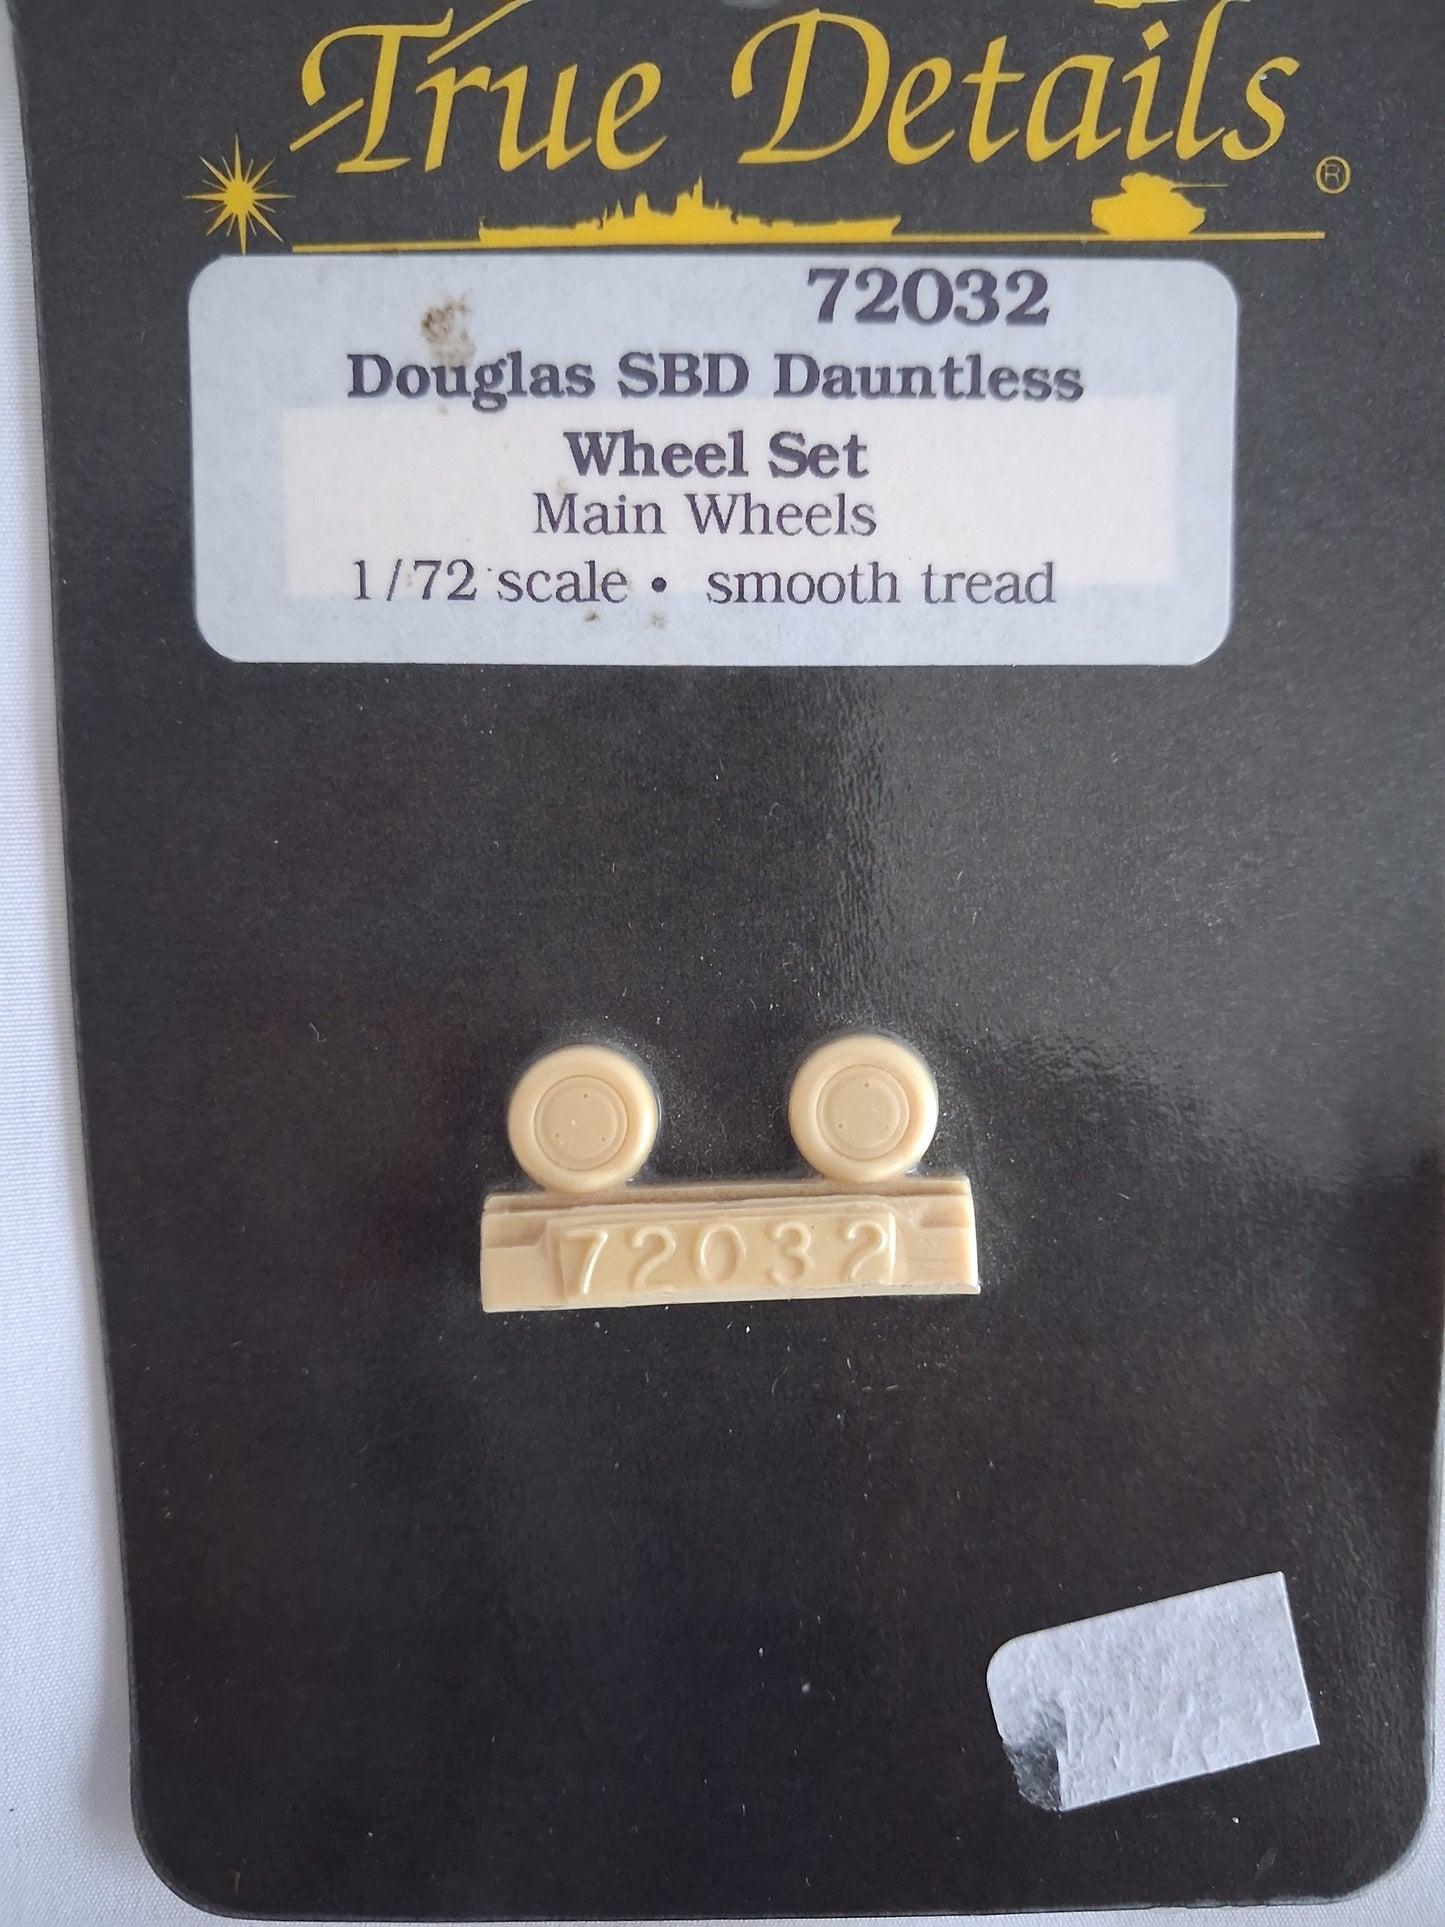 True Details
®
72032
Douglas SBD Dauntless
Wheel Set
Main Wheels
1/72 scale • smooth tread
72032